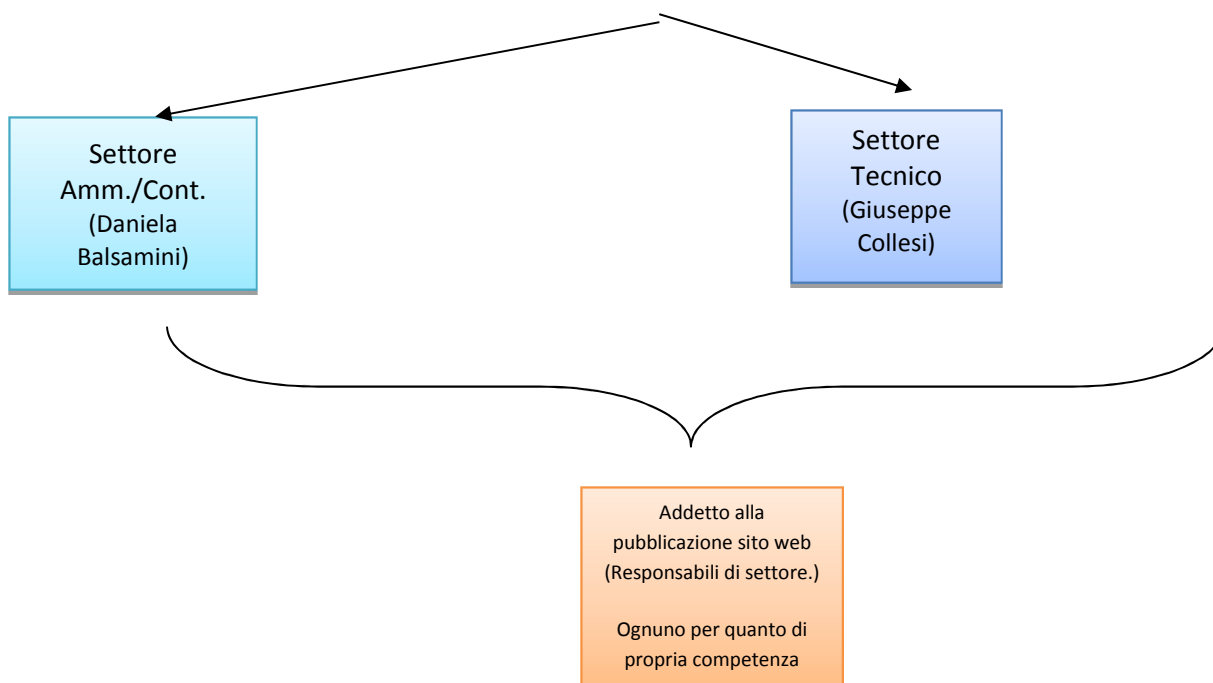 Settore
Amm./Cont.
(Daniela
Balsamini)
Settore
Tecnico
(Giuseppe
Collesi)
Addetto alla
pubblicazione sito web
(Responsabili di settore.)
Ognuno per quanto di
propria competenza